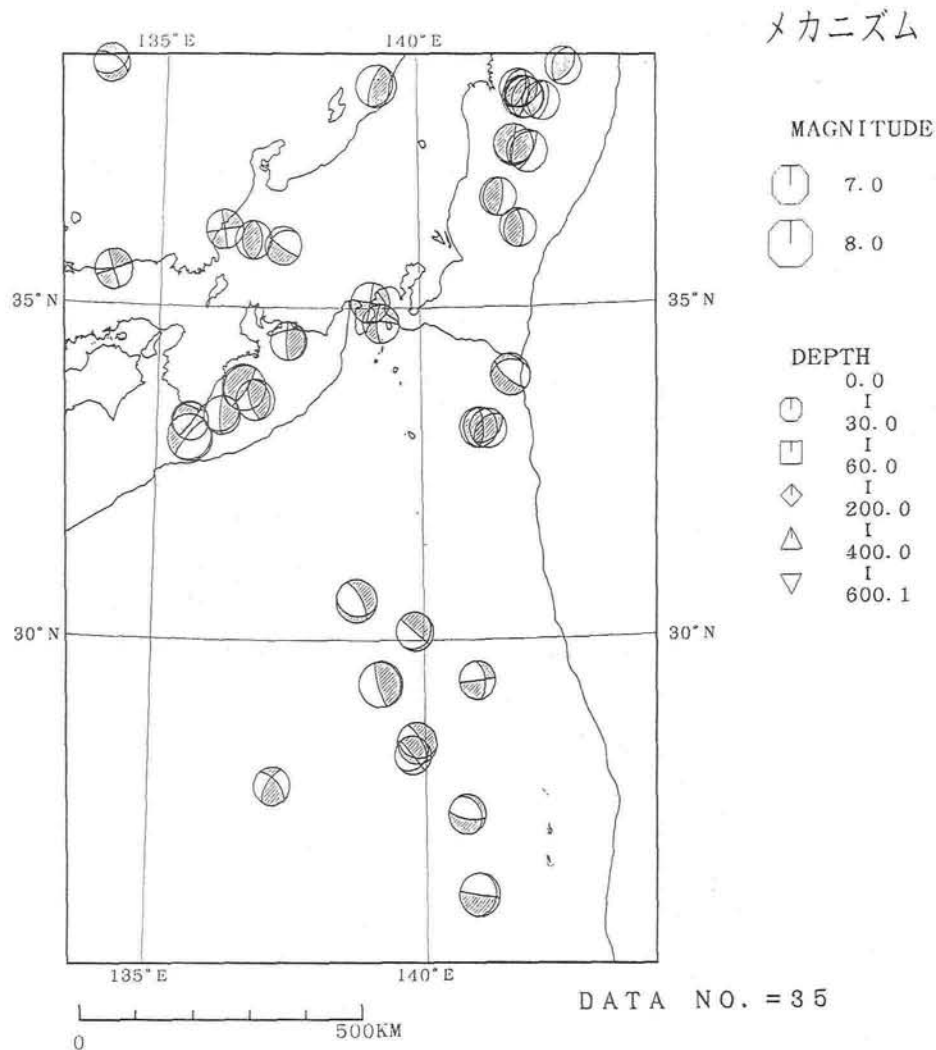 メカニズム
135°E 140°E
MAGNITUDE
7.0
8.0
35°N 35°N
DEPTH
0.0
I
30.0
I
60.0
I
200.0
I
400.0
I
600.1
30°N 30°N
135°E 140°E
0 500KM
DATA NO.=35